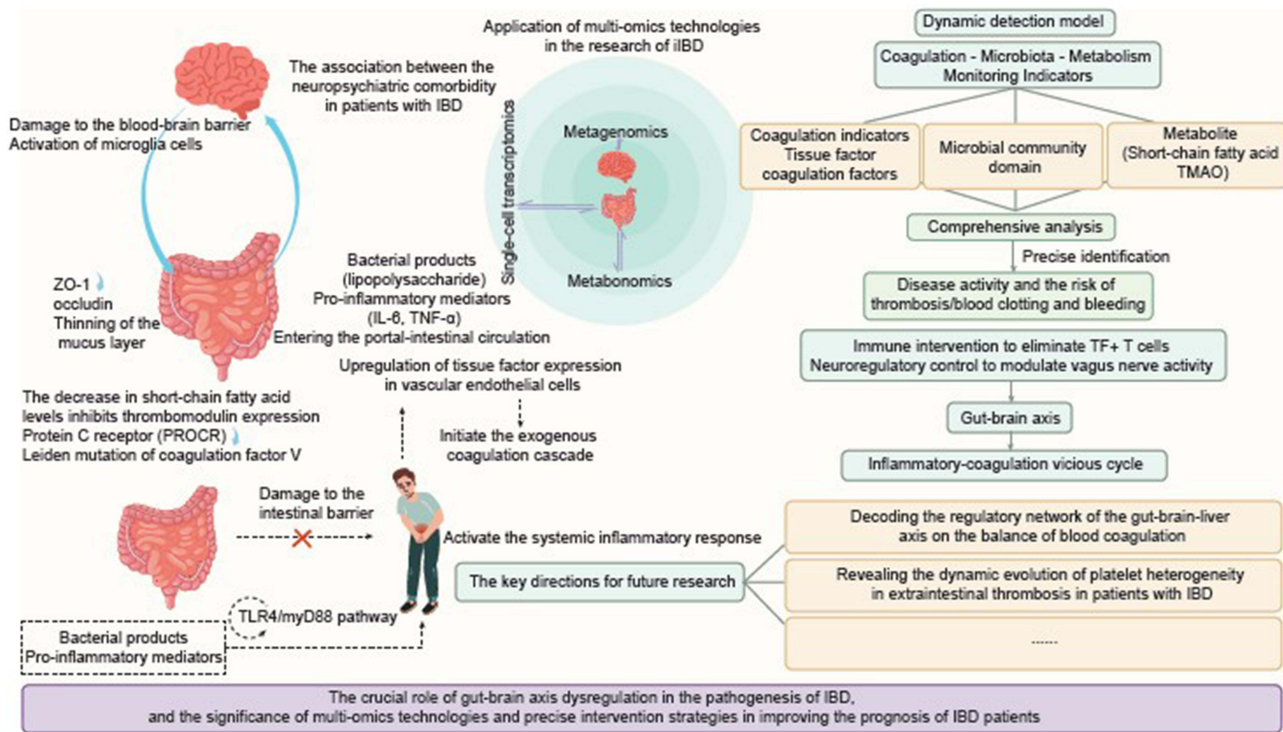 Damage to the blood-brain barrier
Activation of microglia cells
The association between the
neuropsychiatric comorbidity
in patients with IBD
ZO-1
occludin
Thinning of the
mucus layer
The decrease in short-chain fatty acid
levels inhibits thrombomodulin expression
Protein C receptor (PROCR)
Leiden mutation of coagulation factor V
Application of multi-omics technologies
in the research of iIBD
Single-cell transcriptomics
Metagenomics
Metabonomics
Bacterial products
(lipopolysaccharide)
Pro-inflammatory mediators
(IL-6, TNF-α)
Entering the portal-intestinal circulation
Upregulation of tissue factor expression
in vascular endothelial cells
Initiate the exogenous
coagulation cascade
Damage to the
intestinal barrier
Activate the systemic inflammatory response
TLR4/myD88 pathway
Bacterial products
Pro-inflammatory mediators
Dynamic detection model
Coagulation - Microbiota - Metabolism
Monitoring Indicators
Coagulation indicators
Tissue factor
coagulation factors
Microbial community
domain
Metabolite
(Short-chain fatty acid
TMAO)
Comprehensive analysis
Precise identification
Disease activity and the risk of
thrombosis/blood clotting and bleeding
Immune intervention to eliminate TF+ T cells
Neuroregulatory control to modulate vagus nerve activity
Gut-brain axis
Inflammatory-coagulation vicious cycle
The key directions for future research
Decoding the regulatory network of the gut-brain-liver
axis on the balance of blood coagulation
Revealing the dynamic evolution of platelet heterogeneity
in extraintestinal thrombosis in patients with IBD
......
The crucial role of gut-brain axis dysregulation in the pathogenesis of IBD,
and the significance of multi-omics technologies and precise intervention strategies in improving the prognosis of IBD patients